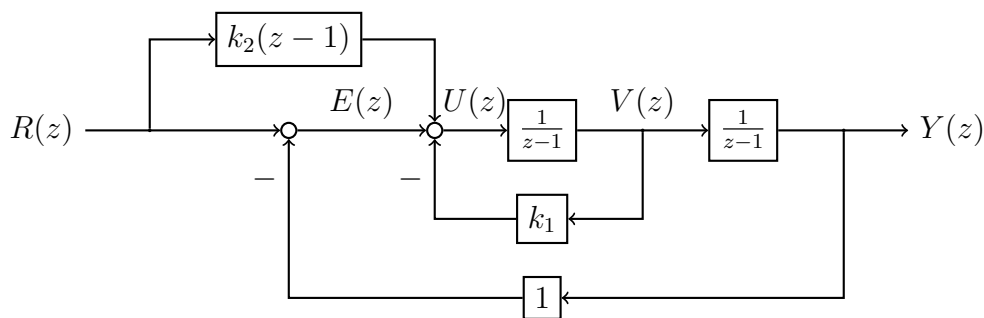 k₂(z − 1)
R(z)
E(z)
U(z)
1/(z−1)
V(z)
1/(z−1)
Y(z)
−
−
k₁
1